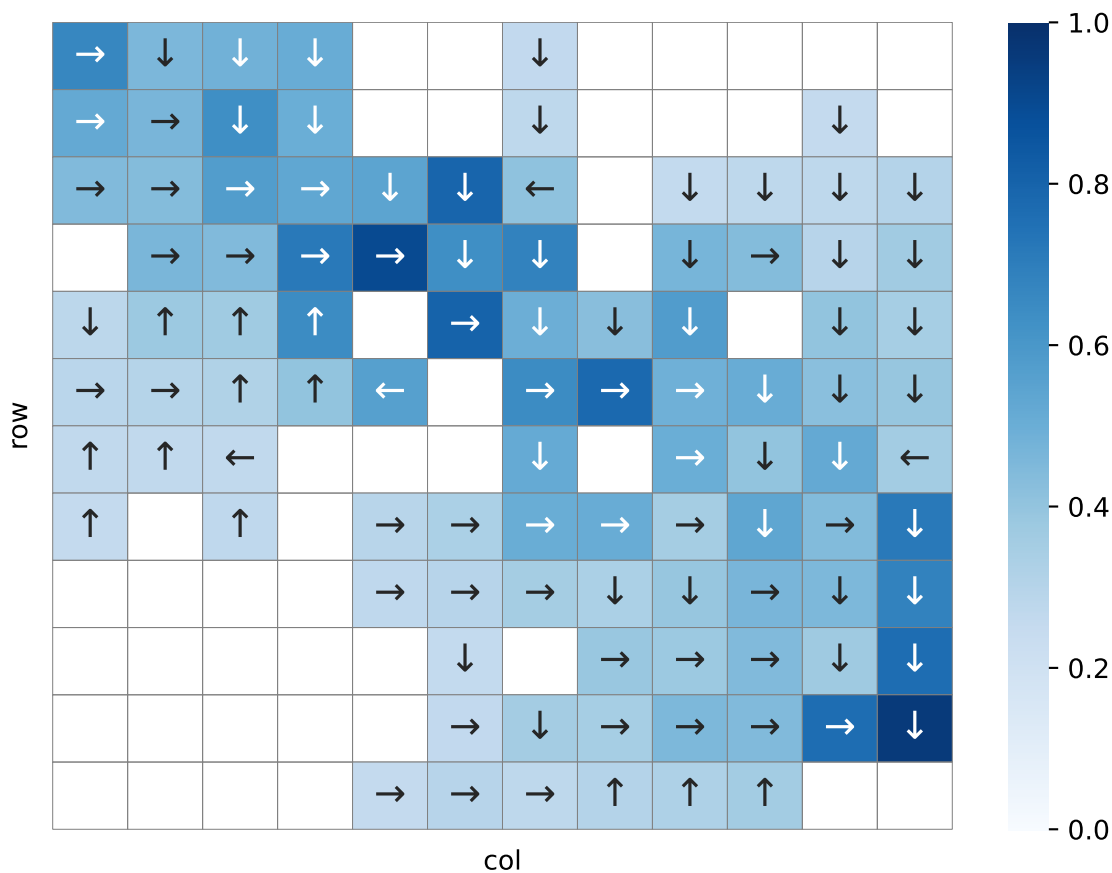 → ↓ ↓ ↓ ↓
→ → ↓ ↓ ↓ ↓
→ → → → ↓ ↓ ← ↓ ↓ ↓ ↓
→ → → → ↓ ↓ ↓ → ↓ ↓
↓ ↑ ↑ ↑ → ↓ ↓ ↓ ↓ ↓
→ → ↑ ↑ ← → → → ↓ ↓ ↓
↑ ↑ ← ↓ → ↓ ↓ ←
↑ ↑ → → → → → ↓ → ↓
→ → → ↓ ↓ → ↓ ↓
↓ → → → ↓ ↓
→ ↓ → → → → ↓
→ → → ↑ ↑ ↑
row
col
1.0
0.8
0.6
0.4
0.2
0.0